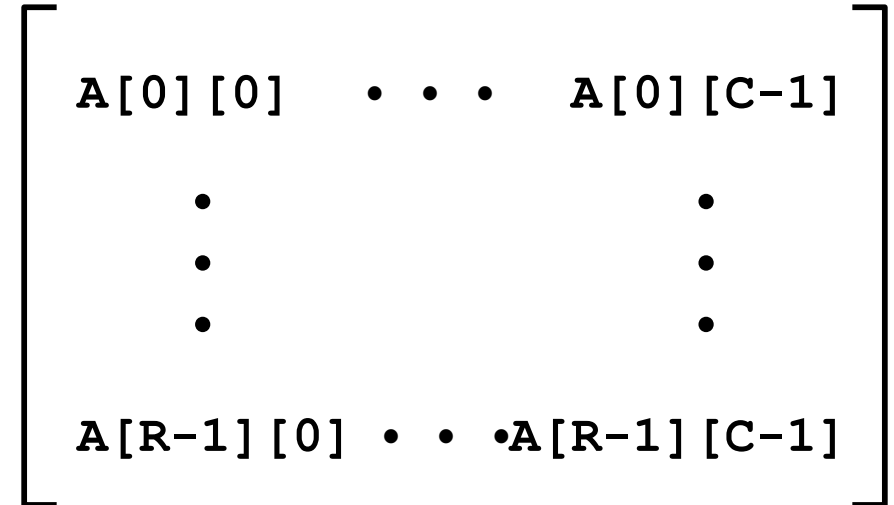 A[0][0] • • • A[0][C-1]
• •
• •
• •
A[R-1][0] • • •A[R-1][C-1]